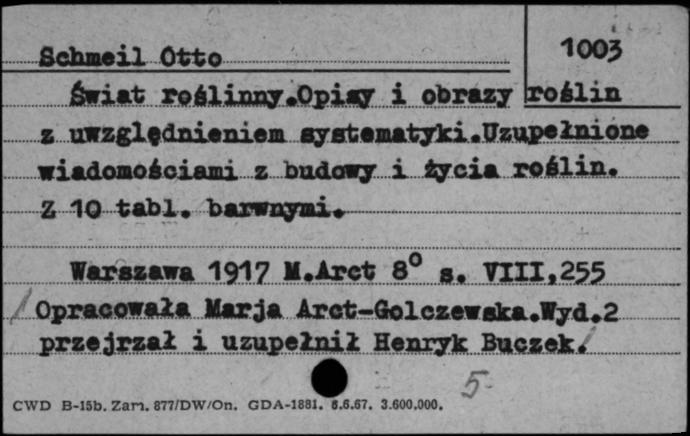 Schmeil Otto 1003
Świat roślinny.Opisy i obrazy roślin
z uwzględnieniem systematyki.Uzupełnione
wiadomościami z budowy i życia roślin.
Z 10 tabl. barwnymi.
Warszawa 1917 M.Arct 8° s. VIII,255
/Opracowała Marja Arct-Golczewska.Wyd.2
przejrzał i uzupełnił Henryk Buczek./
5
CWD B-15b. Zam. 877/DW/On. GDA-1881. 8.6.67. 3.600.000.